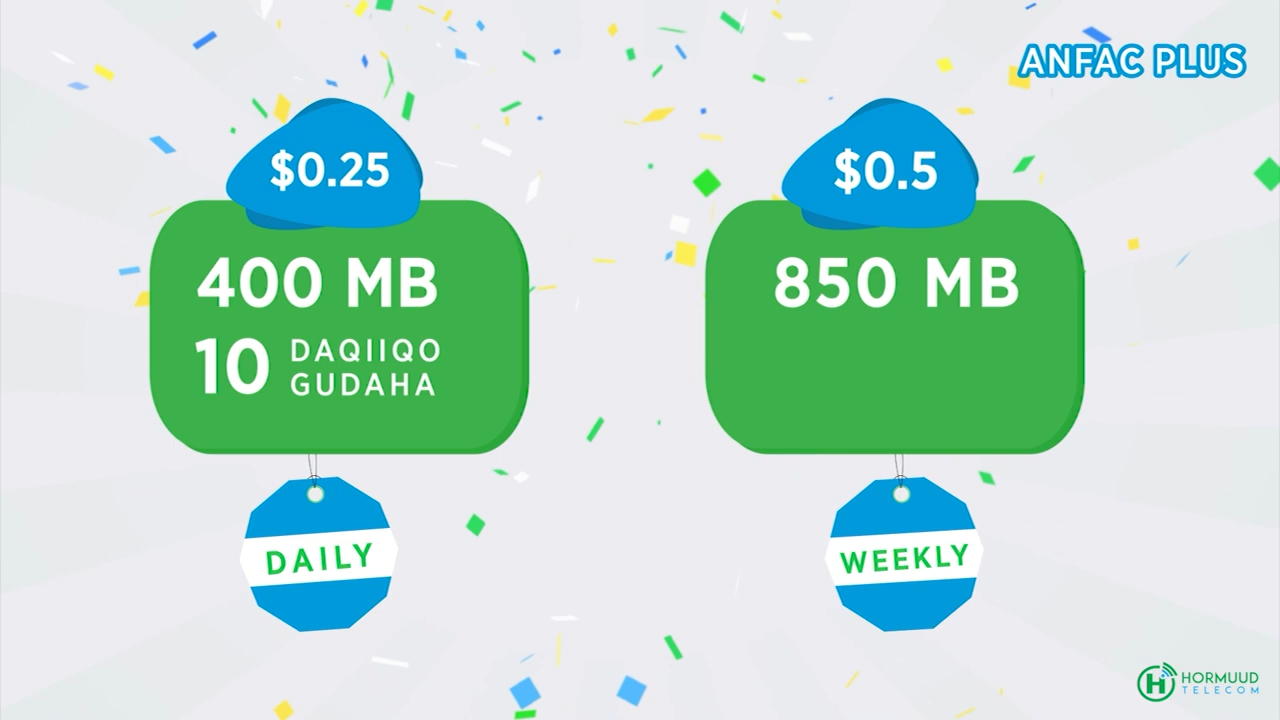 ANFAC PLUS
$0.25
400 MB
10 DAQIIQO
GUDAHA
DAILY
$0.5
850 MB
WEEKLY
HORMUUD
TELECOM